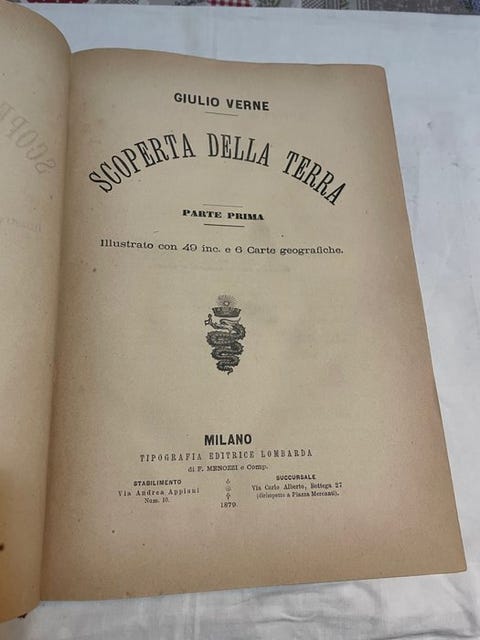 GIULIO VERNE
SCOPERTA DELLA TERRA
PARTE PRIMA
Illustrato con 49 inc. e 6 Carte geografiche.
MILANO
TIPOGRAFIA EDITRICE LOMBARDA
di F. MENOZZI e Comp.
STABILIMENTO
Via Andrea Appiani
Num. 10.
SUCCURSALE
Via Carlo Alberto, Bottega 27
(dirimpetto a Piazza Mercanti).
1879